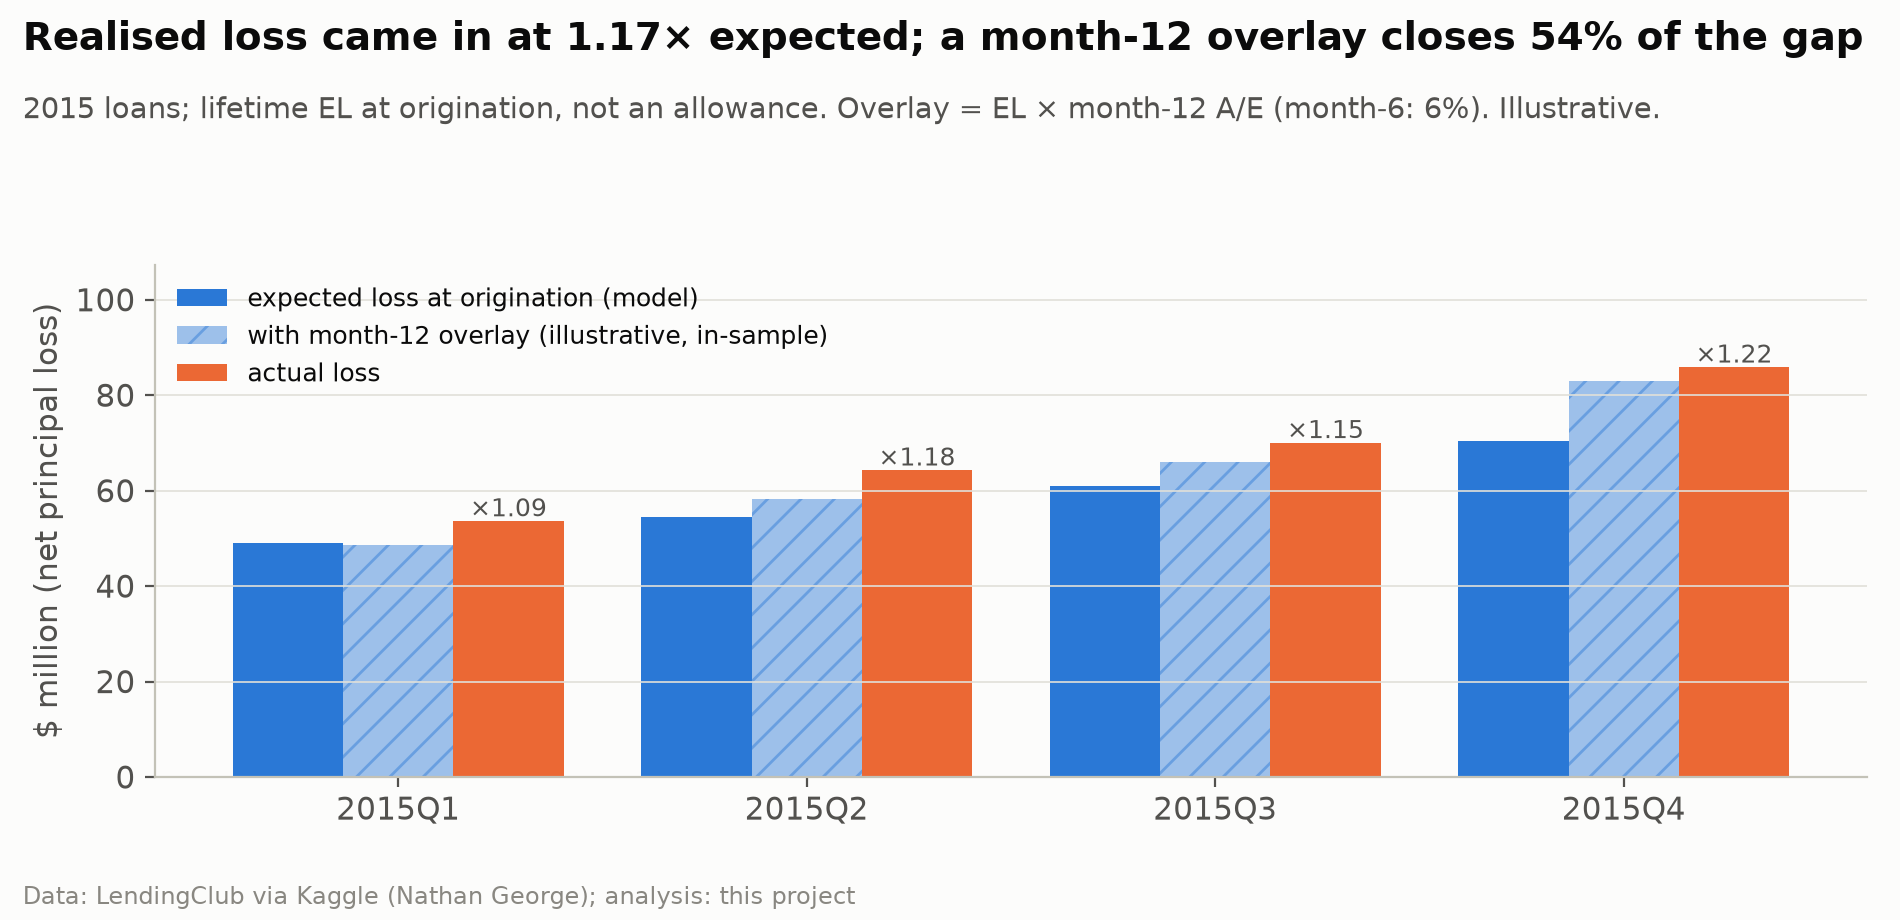 Realised loss came in at 1.17× expected; a month-12 overlay closes 54% of the gap
2015 loans; lifetime EL at origination, not an allowance. Overlay = EL × month-12 A/E (month-6: 6%). Illustrative.
$ million (net principal loss)
100
80
60
40
20
0
expected loss at origination (model)
with month-12 overlay (illustrative, in-sample)
actual loss
×1.09
×1.18
×1.15
×1.22
2015Q1
2015Q2
2015Q3
2015Q4
Data: LendingClub via Kaggle (Nathan George); analysis: this project